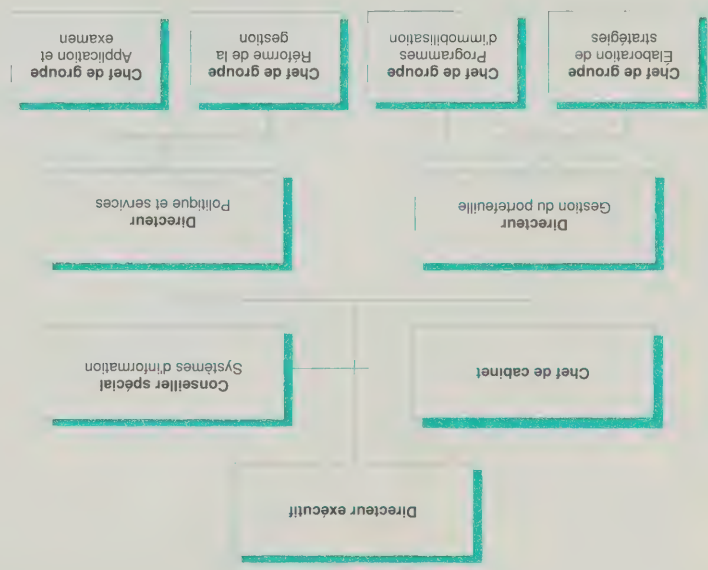 Directeur exécutif
Chef de cabinet
Conseiller spécial
Systèmes d'information
Directeur
Gestion du portefeuille
Directeur
Politique et services
Chef de groupe
Élaboration de
stratégies
Chef de groupe
Programmes
d'immobilisation
Chef de groupe
Réforme de la
gestion
Chef de groupe
Application et
examen